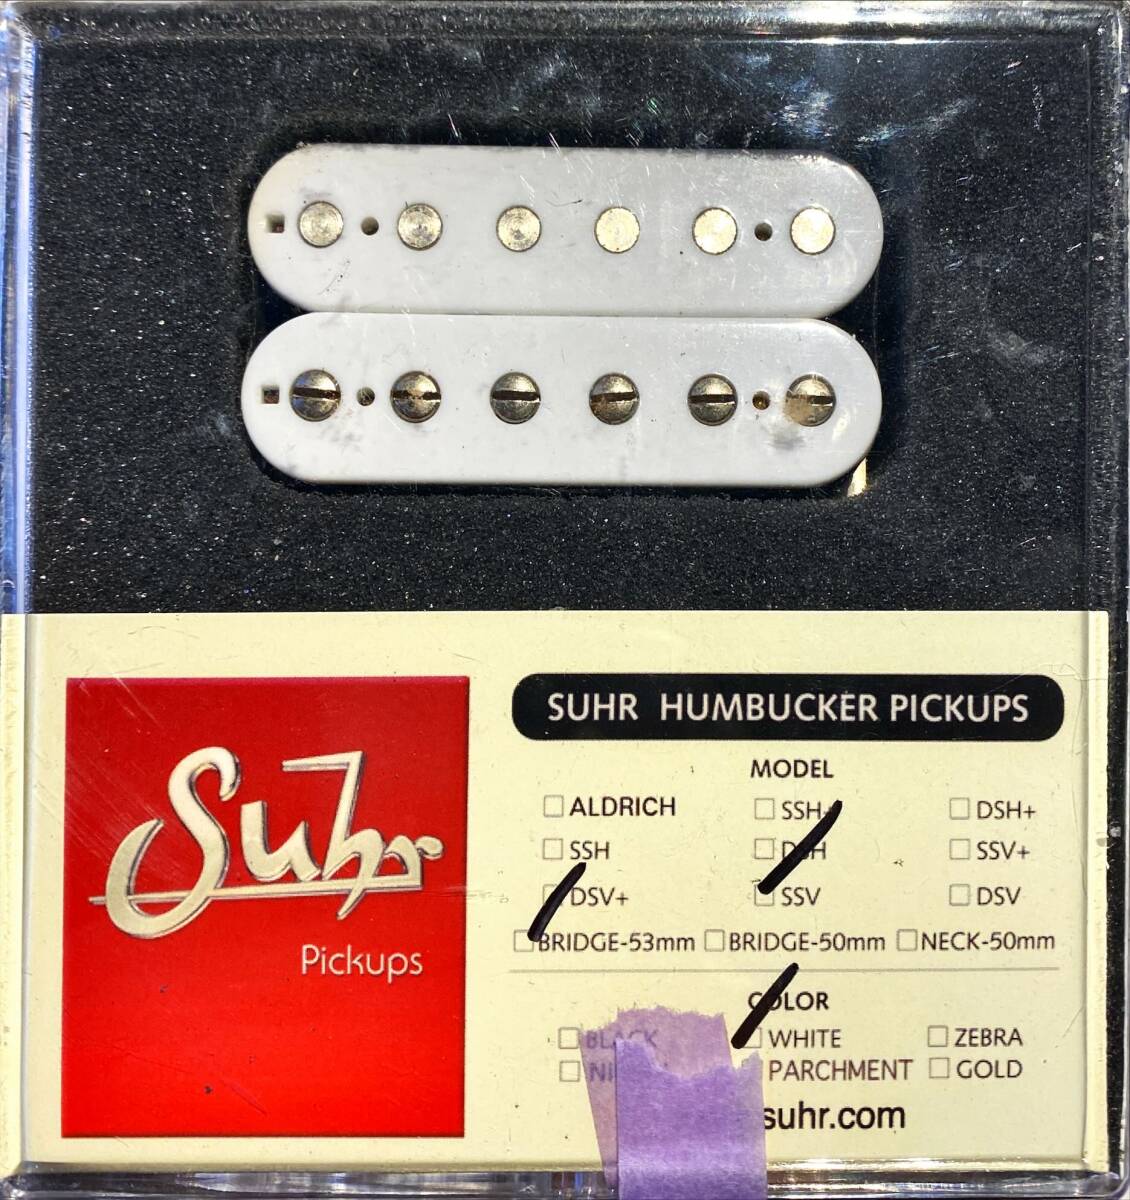 Suhr
Pickups
SUHR HUMBUCKER PICKUPS
MODEL
ALDRICH SSH+ DSH+
SSH DSH SSV+
DSV+ SSV DSV
BRIDGE-53mm BRIDGE-50mm NECK-50mm
COLOR
BLACK WHITE ZEBRA
PARCHMENT GOLD
suhr.com